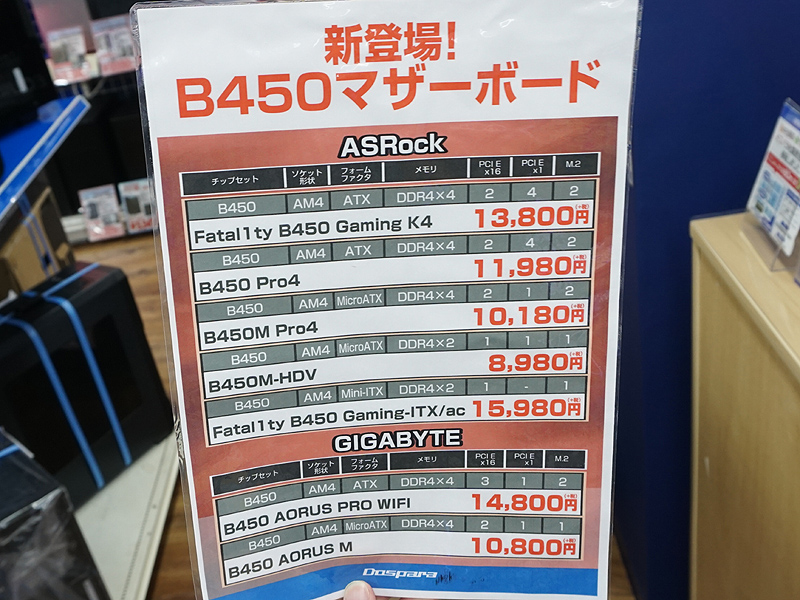 新登場!
B450マザーボード
ASRock
チップセット ソケット形状 フォームファクタ メモリ PCI E x16 PCI E x1 M.2
B450 AM4 ATX DDR4×4 2 4 2
Fatal1ty B450 Gaming K4 13,800円(+税)
B450 AM4 ATX DDR4×4 2 4 2
B450 Pro4 11,980円(+税)
B450 AM4 MicroATX DDR4×4 2 1 2
B450M Pro4 10,180円(+税)
B450 AM4 MicroATX DDR4×2 1 1 1
B450M-HDV 8,980円(+税)
B450 AM4 Mini-ITX DDR4×2 1 - 1
Fatal1ty B450 Gaming-ITX/ac 15,980円(+税)
GIGABYTE
チップセット ソケット形状 フォームファクタ メモリ PCI E x16 PCI E x1 M.2
B450 AM4 ATX DDR4×4 3 1 2
B450 AORUS PRO WIFI 14,800円(+税)
B450 AM4 MicroATX DDR4×4 2 1 1
B450 AORUS M 10,800円(+税)
Dospara